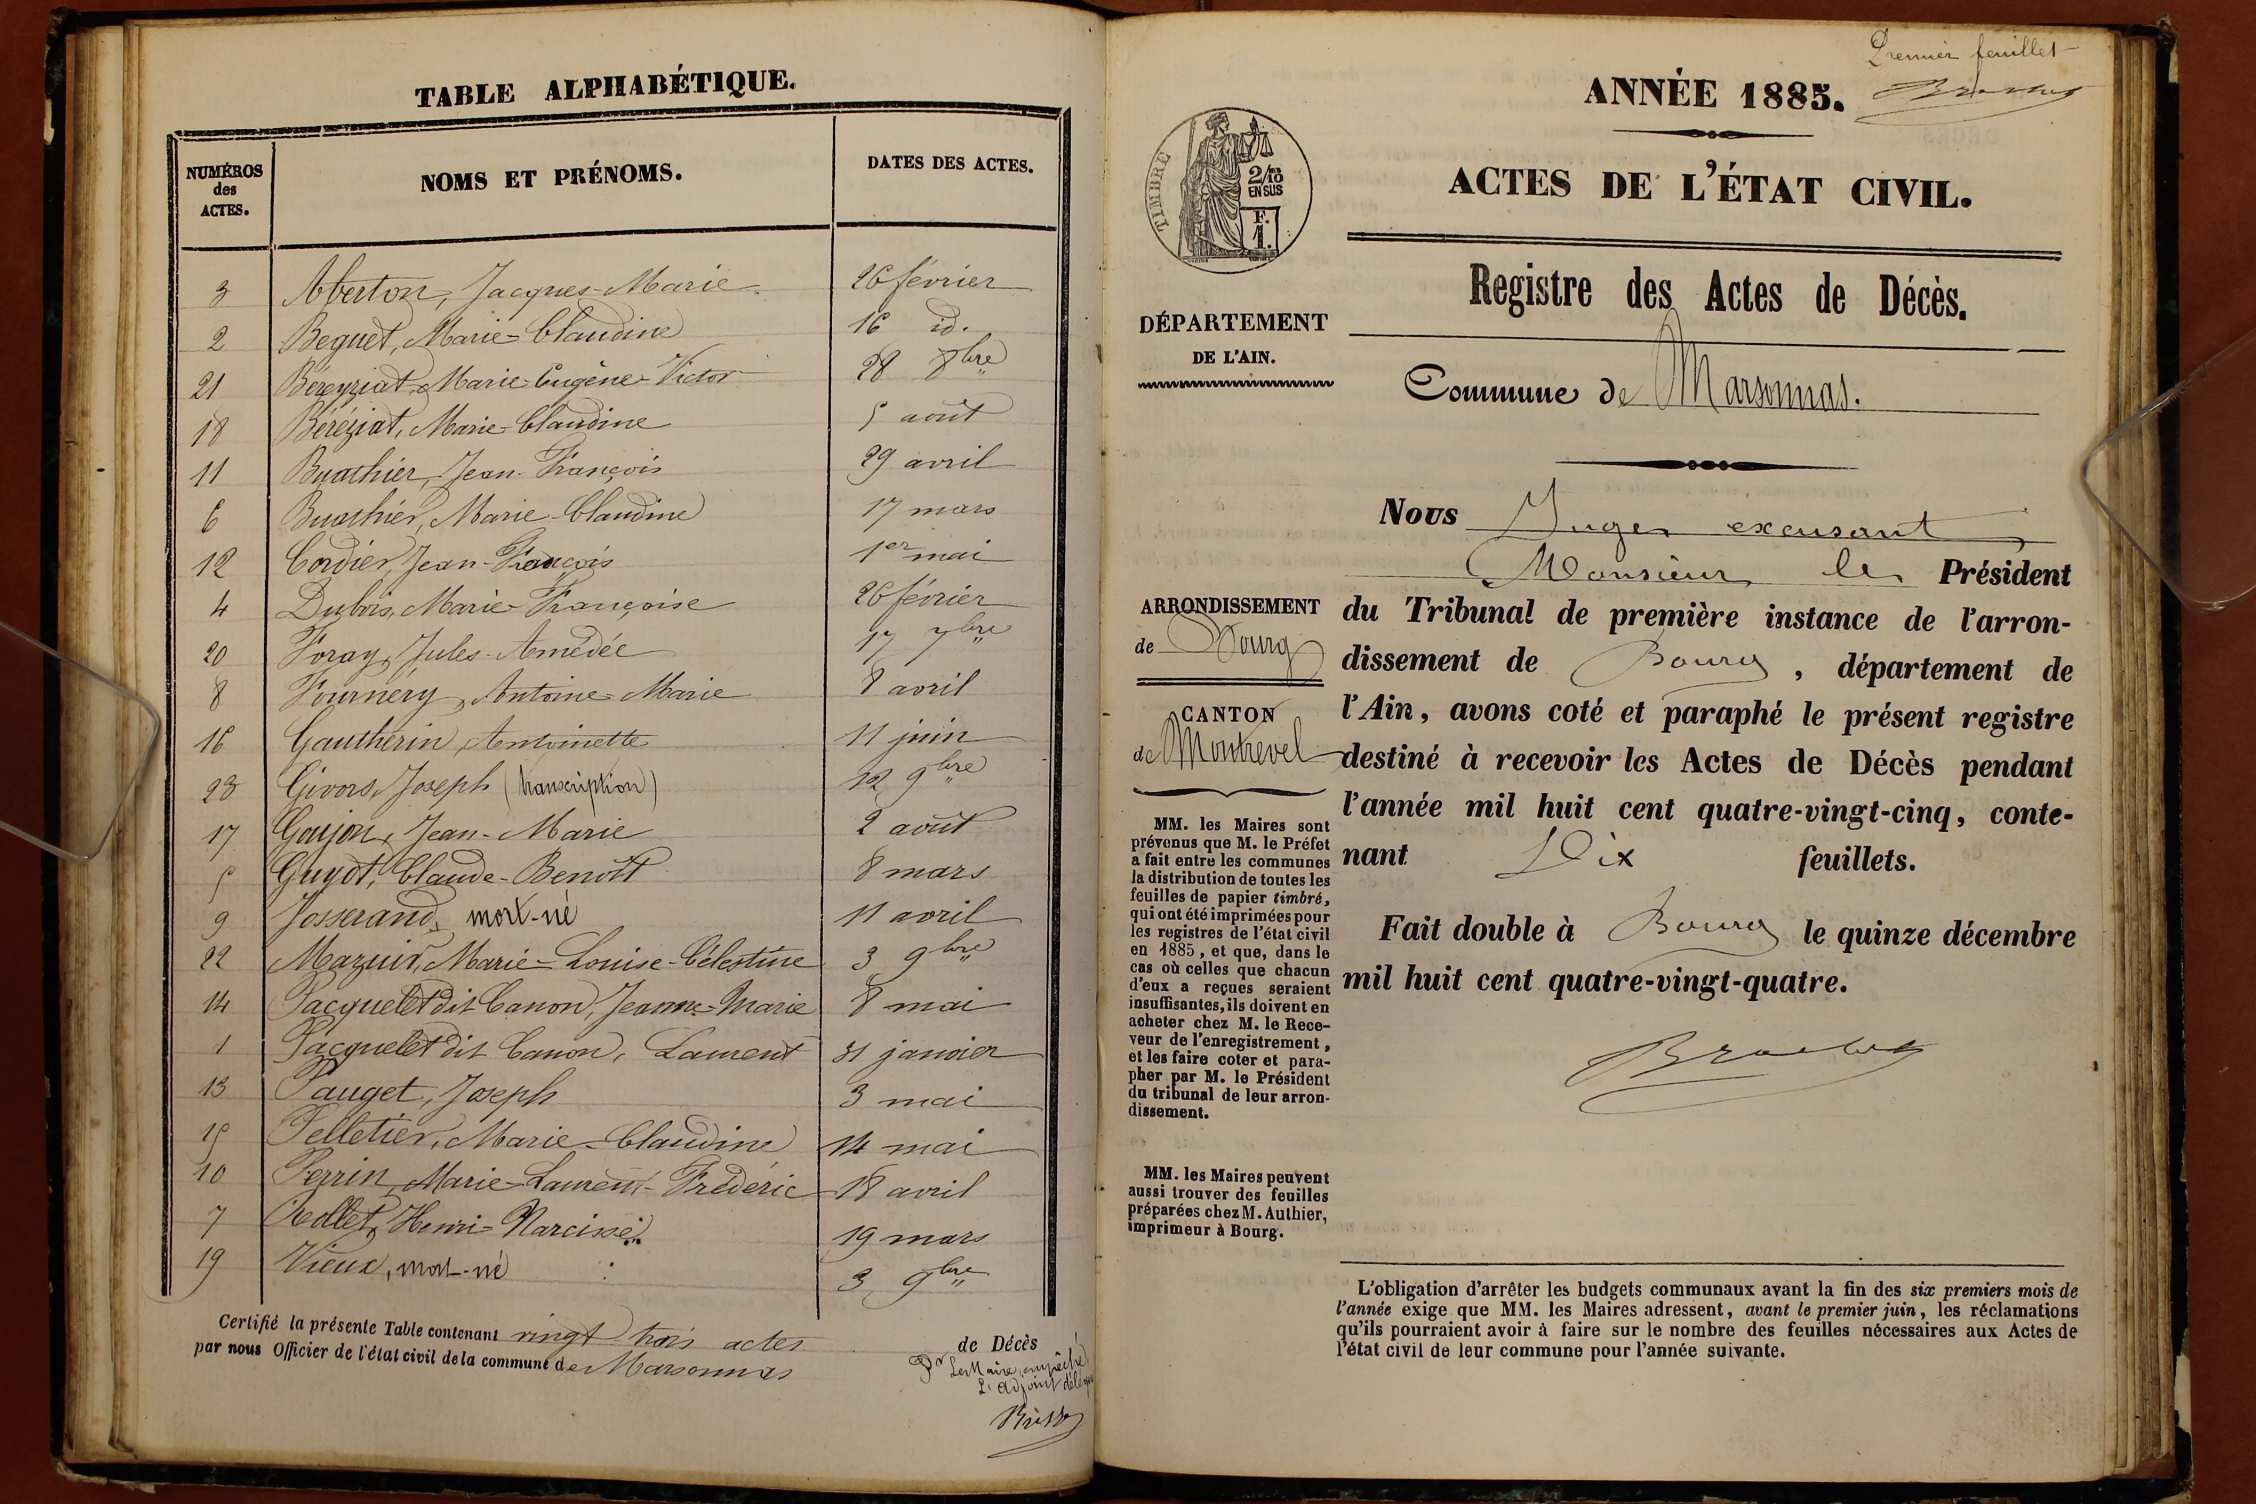 TABLE ALPHABÉTIQUE.
NUMÉROS des ACTES.
NOMS ET PRÉNOMS.
DATES DES ACTES.
3 Aberton, Jacques-Marie 26 février
2 Beguet, Marie-Claudine 16 id.
21 Béreyziat, Marie Eugène Victor 28 8bre
18 Béréziat, Marie-Claudine 5 août
11 Buathier, Jean-François 29 avril
6 Buathier, Marie-Claudine 17 mars
12 Cordier, Jean-François 1er mai
4 Dubois, Marie-Françoise 26 février
20 Foray, Jules-Amédée 17 7bre
8 Fournéry, Antoine-Marie 8 avril
16 Gautherin, Antoinette 11 juin
23 Givors, Joseph (transcription) 12 9bre
17 Goujon, Jean-Marie 2 août
5 Guyot, Claude-Benoît 8 mars
9 Josserand, mort-né 11 avril
22 Mazuir, Marie-Louise-Célestine 3 9bre
14 Pacquelet dit Canon, Jeanne-Marie 8 mai
1 Pacquelet dit Canon, Laurent 31 janvier
13 Pauget, Joseph 3 mai
15 Pelletier, Marie-Claudine 14 mai
10 Perrin, Marie-Laurent-Frédéric 18 avril
7 Rollet, Henri-Narcisse 19 mars
19 Vieux, mort-né 3 9bre
Certifié la présente Table contenant vingt trois actes de Décès
par nous Officier de l'état civil de la commune de Marsonnas
Pr Le Maire, empêché
L'adjoint délégué
Premier feuillet
ANNÉE 1885.
TIMBRE
2/10
EN SUS
F.
1.
ACTES DE L'ÉTAT CIVIL.
Registre des Actes de Décès.
DÉPARTEMENT
DE L'AIN.
Commune de Marsonnas.
Nous Juge excusant
Monsieur le Président
ARRONDISSEMENT
de Bourg
CANTON
de Montrevel
du Tribunal de première instance de l'arron-
dissement de Bourg, département de
l'Ain, avons coté et paraphé le présent registre
destiné à recevoir les Actes de Décès pendant
l'année mil huit cent quatre-vingt-cinq, conte-
nant Dix feuillets.
Fait double à Bourg le quinze décembre
mil huit cent quatre-vingt-quatre.
MM. les Maires sont
prévenus que M. le Préfet
a fait entre les communes
la distribution de toutes les
feuilles de papier timbré,
qui ont été imprimées pour
les registres de l'état civil
en 1885, et que, dans le
cas où celles que chacun
d'eux a reçues seraient
insuffisantes, ils doivent en
acheter chez M. le Rece-
veur de l'enregistrement,
et les faire coter et para-
pher par M. le Président
du tribunal de leur arron-
dissement.
MM. les Maires peuvent
aussi trouver des feuilles
préparées chez M. Authier,
imprimeur à Bourg.
L'obligation d'arrêter les budgets communaux avant la fin des six premiers mois de
l'année exige que MM. les Maires adressent, avant le premier juin, les réclamations
qu'ils pourraient avoir à faire sur le nombre des feuilles nécessaires aux Actes de
l'état civil de leur commune pour l'année suivante.